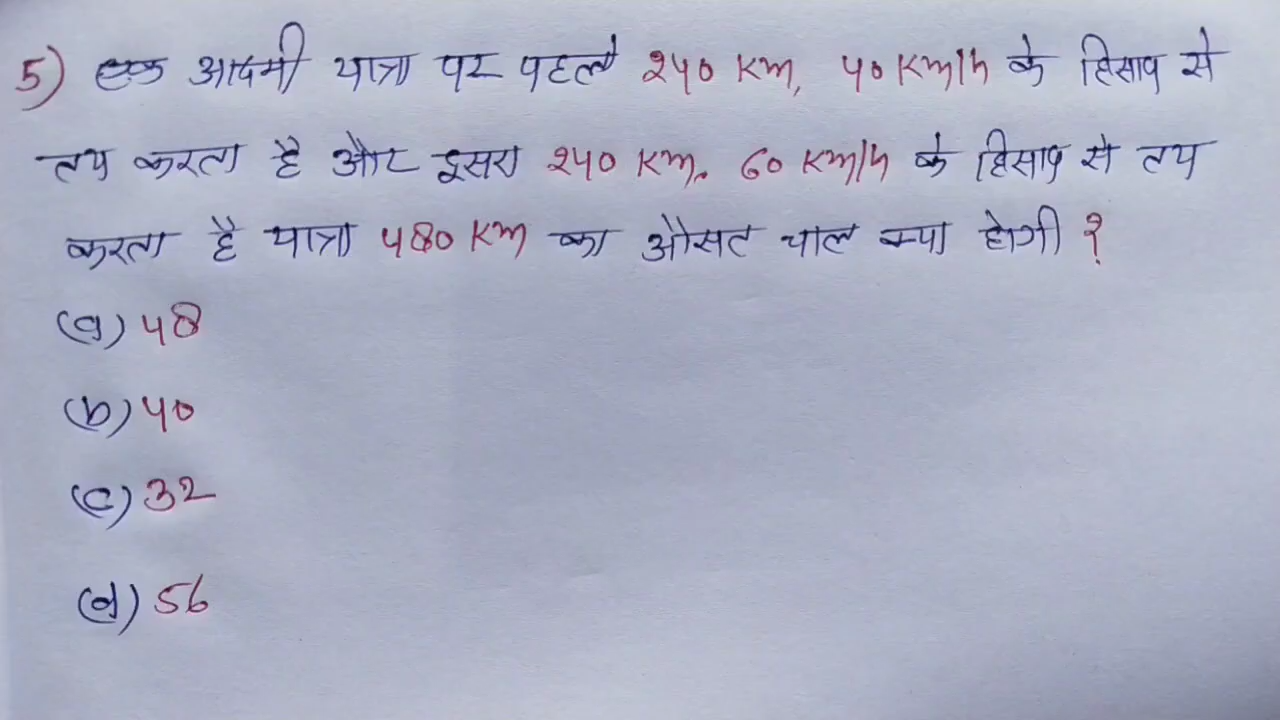 5) एक आदमी यात्रा पर पहले 240 Km, 40 Km/h के हिसाब से
तय करता है और दूसरा 240 Km. 60 Km/h के हिसाब से तय
करता है यात्रा 480 Km का औसत चाल क्या होगी ?
(a) 48
(b) 40
(c) 32
(d) 56